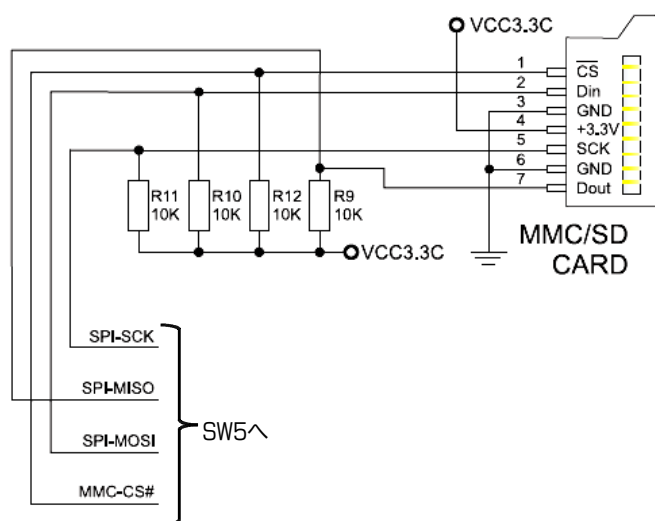 VCC3.3C
1 CS
2 Din
3 GND
4 +3.3V
5 SCK
6 GND
7 Dout
R11 10K
R10 10K
R12 10K
R9 10K
VCC3.3C
MMC/SD
CARD
SPI-SCK
SPI-MISO
SPI-MOSI
MMC-CS#
SW5へ